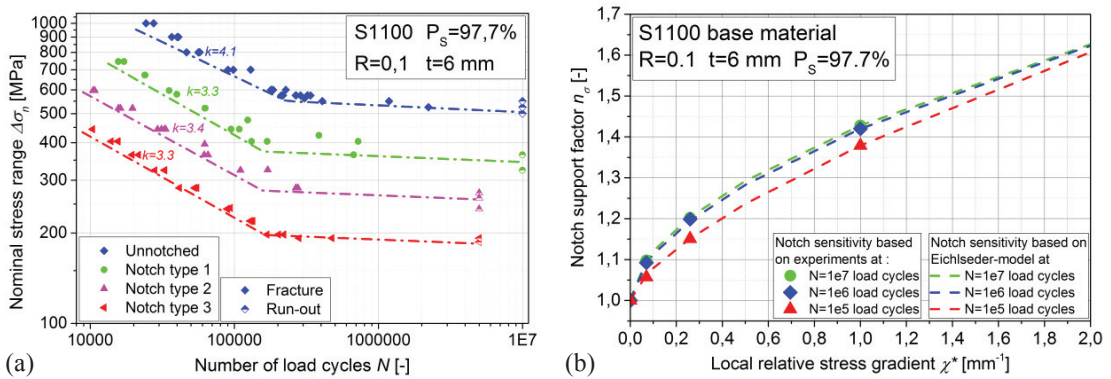 (a)
Nominal stress range Δσn [MPa]
1000
900
800
700
600
500
400
300
200
100
10000
100000
1000000
1E7
Number of load cycles N [-]
S1100 PS=97,7%
R=0,1 t=6 mm
k=4.1
k=3.3
k=3.4
k=3.3
Unnotched
Notch type 1
Notch type 2
Notch type 3
Fracture
Run-out
(b)
Notch support factor nσ [-]
1,7
1,6
1,5
1,4
1,3
1,2
1,1
1,0
0,0 0,2 0,4 0,6 0,8 1,0 1,2 1,4 1,6 1,8 2,0
Local relative stress gradient χ* [mm-1]
S1100 base material
R=0.1 t=6 mm PS=97.7%
Notch sensitivity based
on experiments at :
N=1e7 load cycles
N=1e6 load cycles
N=1e5 load cycles
Notch sensitivity based on
Eichlseder-model at
N=1e7 load cycles
N=1e6 load cycles
N=1e5 load cycles